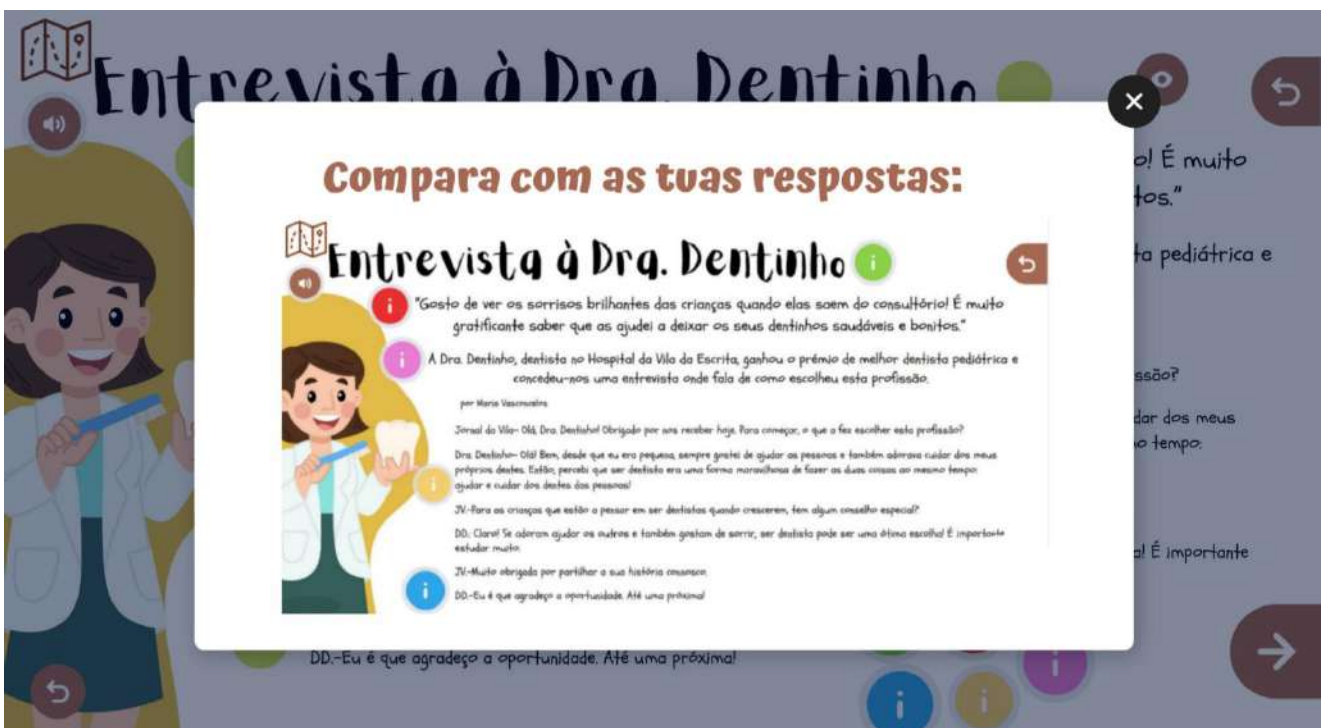 Entrevista à Dra. Dentinho
o! É muito
tos."
ta pediátrica e
ssão?
dar dos meus
o tempo:
a! É importante
DD.-Eu é que agradeço a oportunidade. Até uma próxima!
Compara com as tuas respostas:
Entrevista à Dra. Dentinho
"Gosto de ver os sorrisos brilhantes das crianças quando elas saem do consultório! É muito
gratificante saber que as ajudei a deixar os seus dentinhos saudáveis e bonitos."
A Dra. Dentinho, dentista no Hospital da Vila da Escrita, ganhou o prémio de melhor dentista pediátrica e
concedeu-nos uma entrevista onde fala de como escolheu esta profissão.
por Maria Vasconcelos
Jornal da Vila- Olá, Dra. Dentinho! Obrigado por nos receber hoje. Para começar, o que a fez escolher esta profissão?
Dra. Dentinho- Olá! Bem, desde que eu era pequena, sempre gostei de ajudar as pessoas e também adorava cuidar dos meus
próprios dentes. Então, percebi que ser dentista era uma forma maravilhosa de fazer as duas coisas ao mesmo tempo:
ajudar e cuidar dos dentes das pessoas!
JV.-Para as crianças que estão a pensar em ser dentistas quando crescerem, tem algum conselho especial?
DD.: Claro! Se adoram ajudar os outros e também gostam de sorrir, ser dentista pode ser uma ótima escolha! É importante
estudar muito.
JV.-Muito obrigada por partilhar a sua história connosco.
DD.-Eu é que agradeço a oportunidade. Até uma próxima!